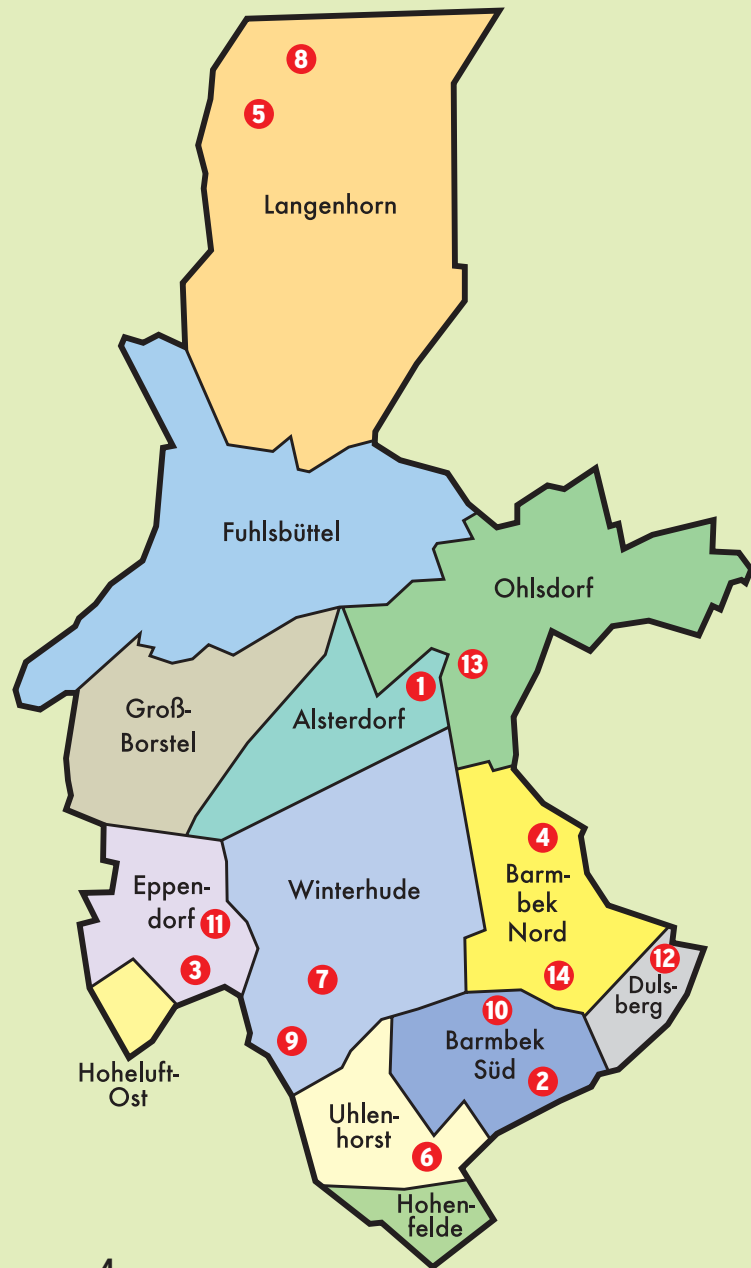 8
5
Langenhorn
Fuhlsbüttel
Ohlsdorf
13
1
Groß-
Borstel
Alsterdorf
4
Barm-
bek
Nord
14
Eppen-
dorf 11
3
Winterhude
7
9
12
Duls-
berg
10
Barmbek
Süd
2
Hoheluft-
Ost
Uhlen-
horst
6
Hohen-
felde